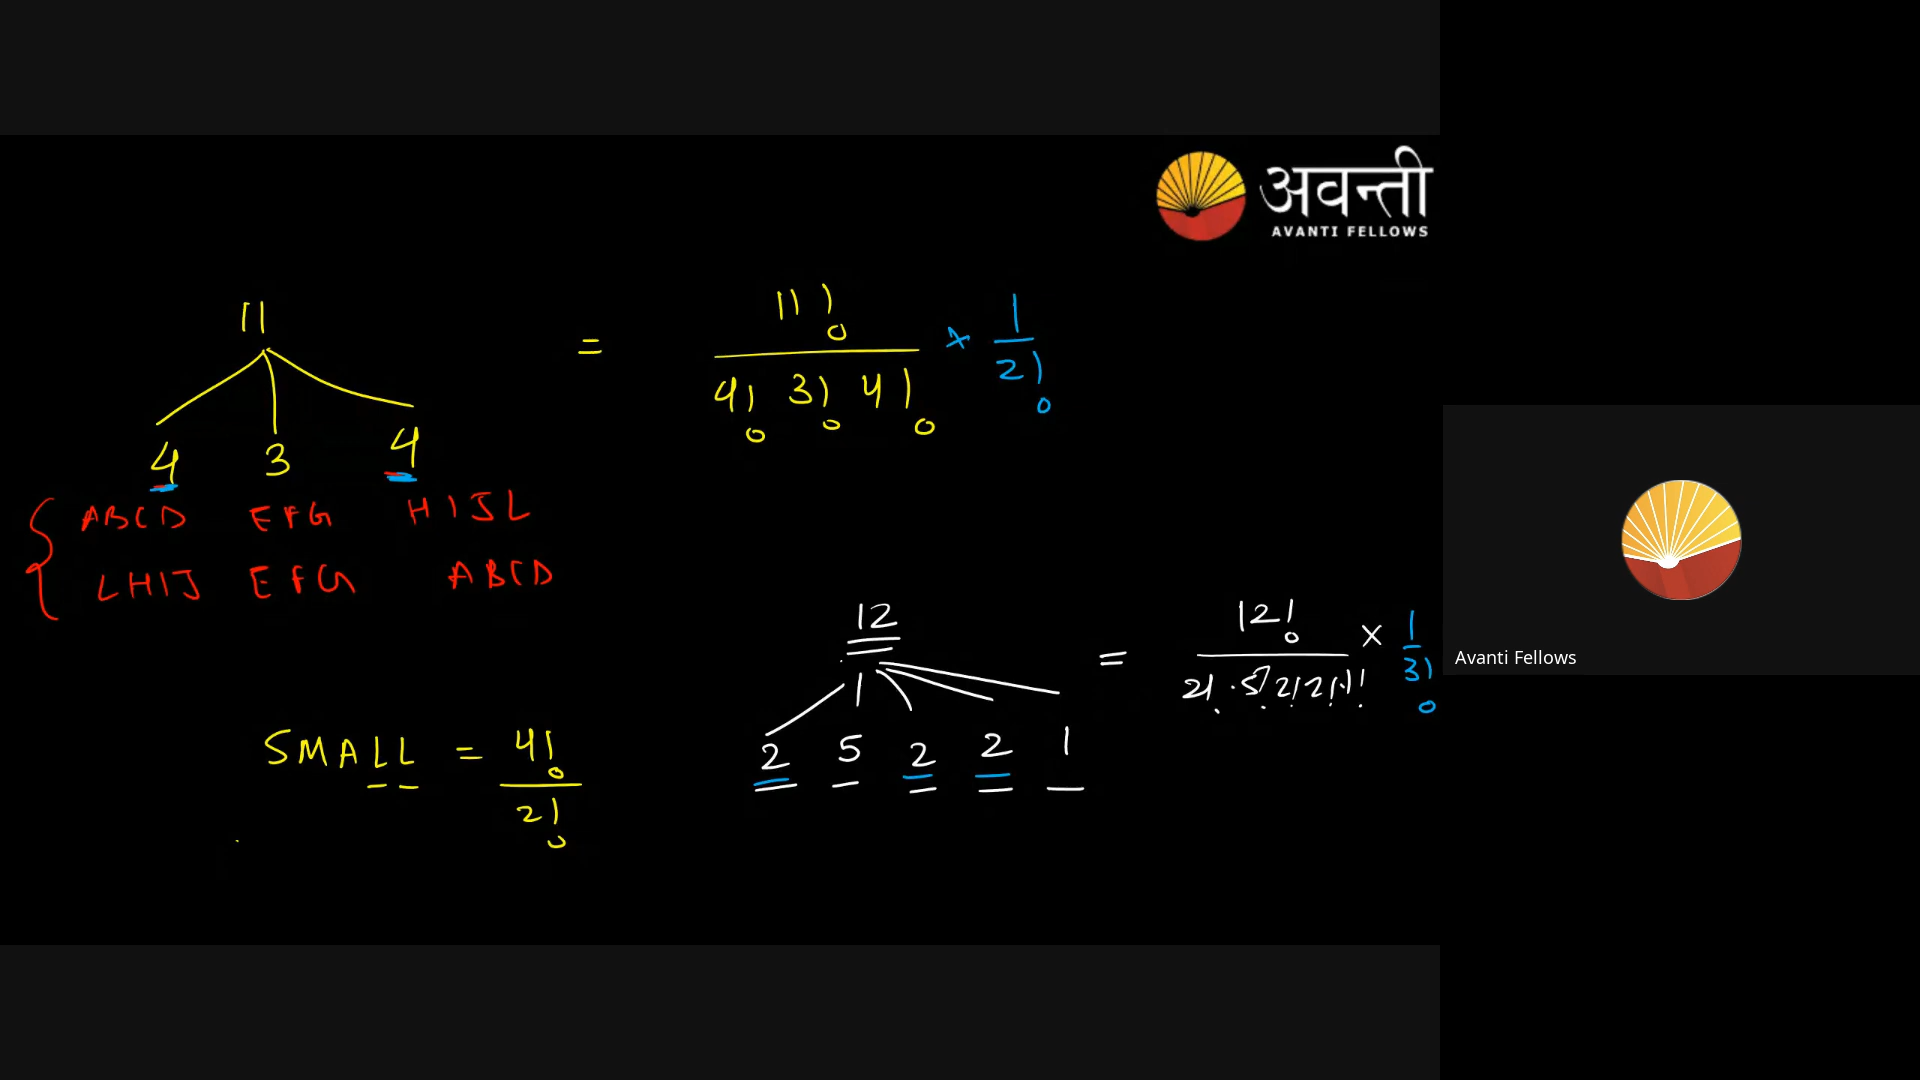 अवन्ती
AVANTI FELLOWS
11 = 11! / 4! 3! 4! × 1 / 2!
4 3 4
ABCD EFG HIJL
LHIJ EFG ABCD
12 = 12! / 2! · 5! 2! 2! 1! × 1 / 3!
2 5 2 2 1
SMALL = 4! / 2!
Avanti Fellows